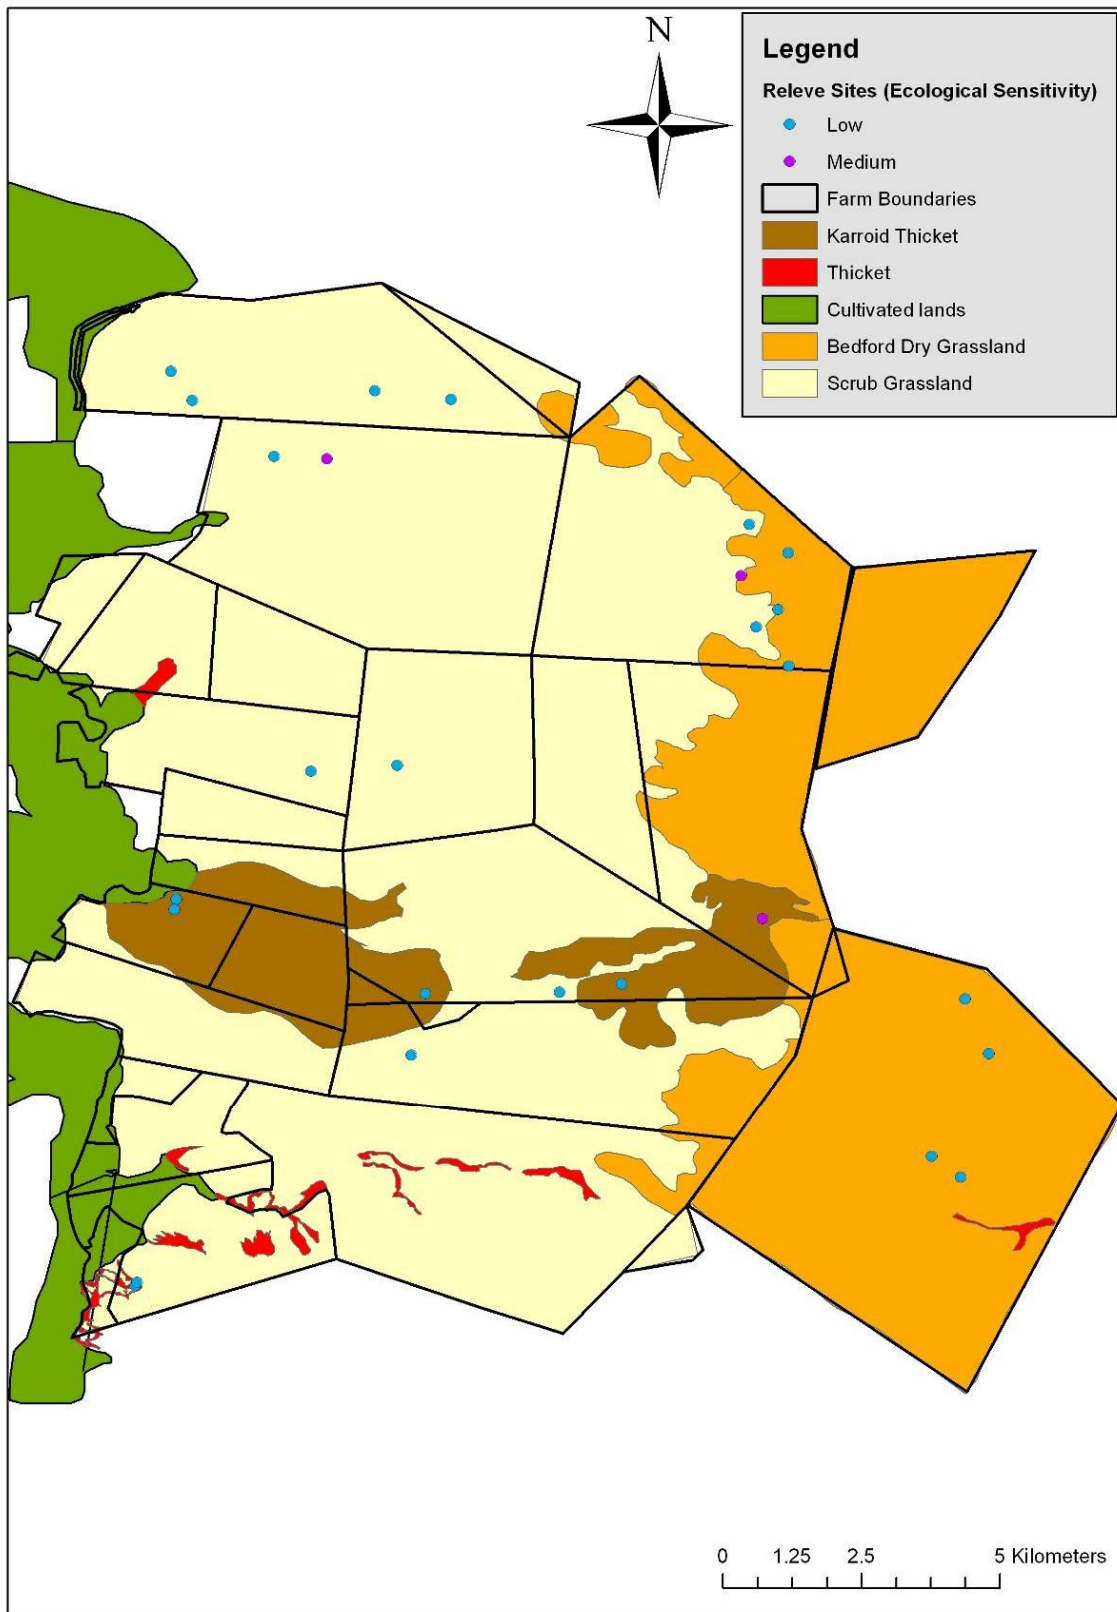 N
Legend
Releve Sites (Ecological Sensitivity)
Low
Medium
Farm Boundaries
Karroid Thicket
Thicket
Cultivated lands
Bedford Dry Grassland
Scrub Grassland
0 1.25 2.5 5 Kilometers